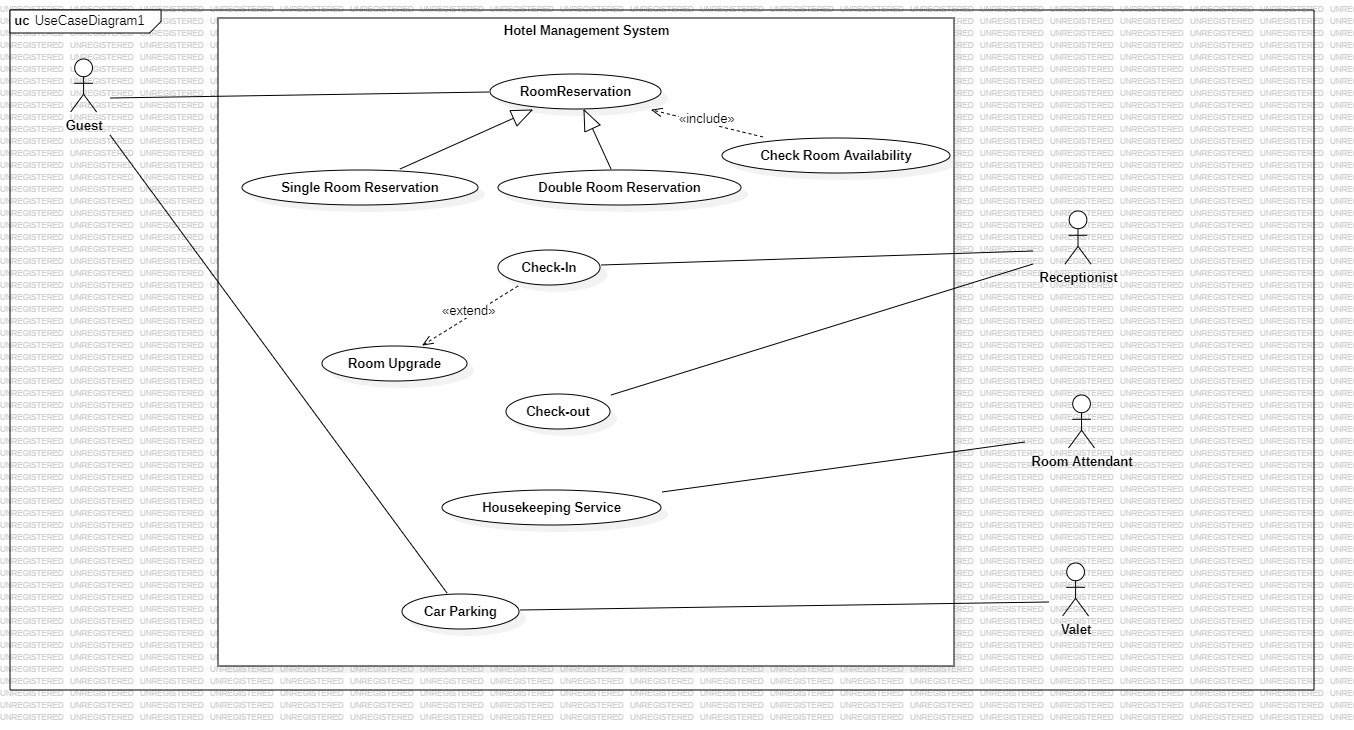 uc UseCaseDiagram1
Hotel Management System
Guest
RoomReservation
«include»
Check Room Availability
Single Room Reservation
Double Room Reservation
Check-In
Receptionist
«extend»
Room Upgrade
Check-out
Room Attendant
Housekeeping Service
Car Parking
Valet
UNREGISTERED